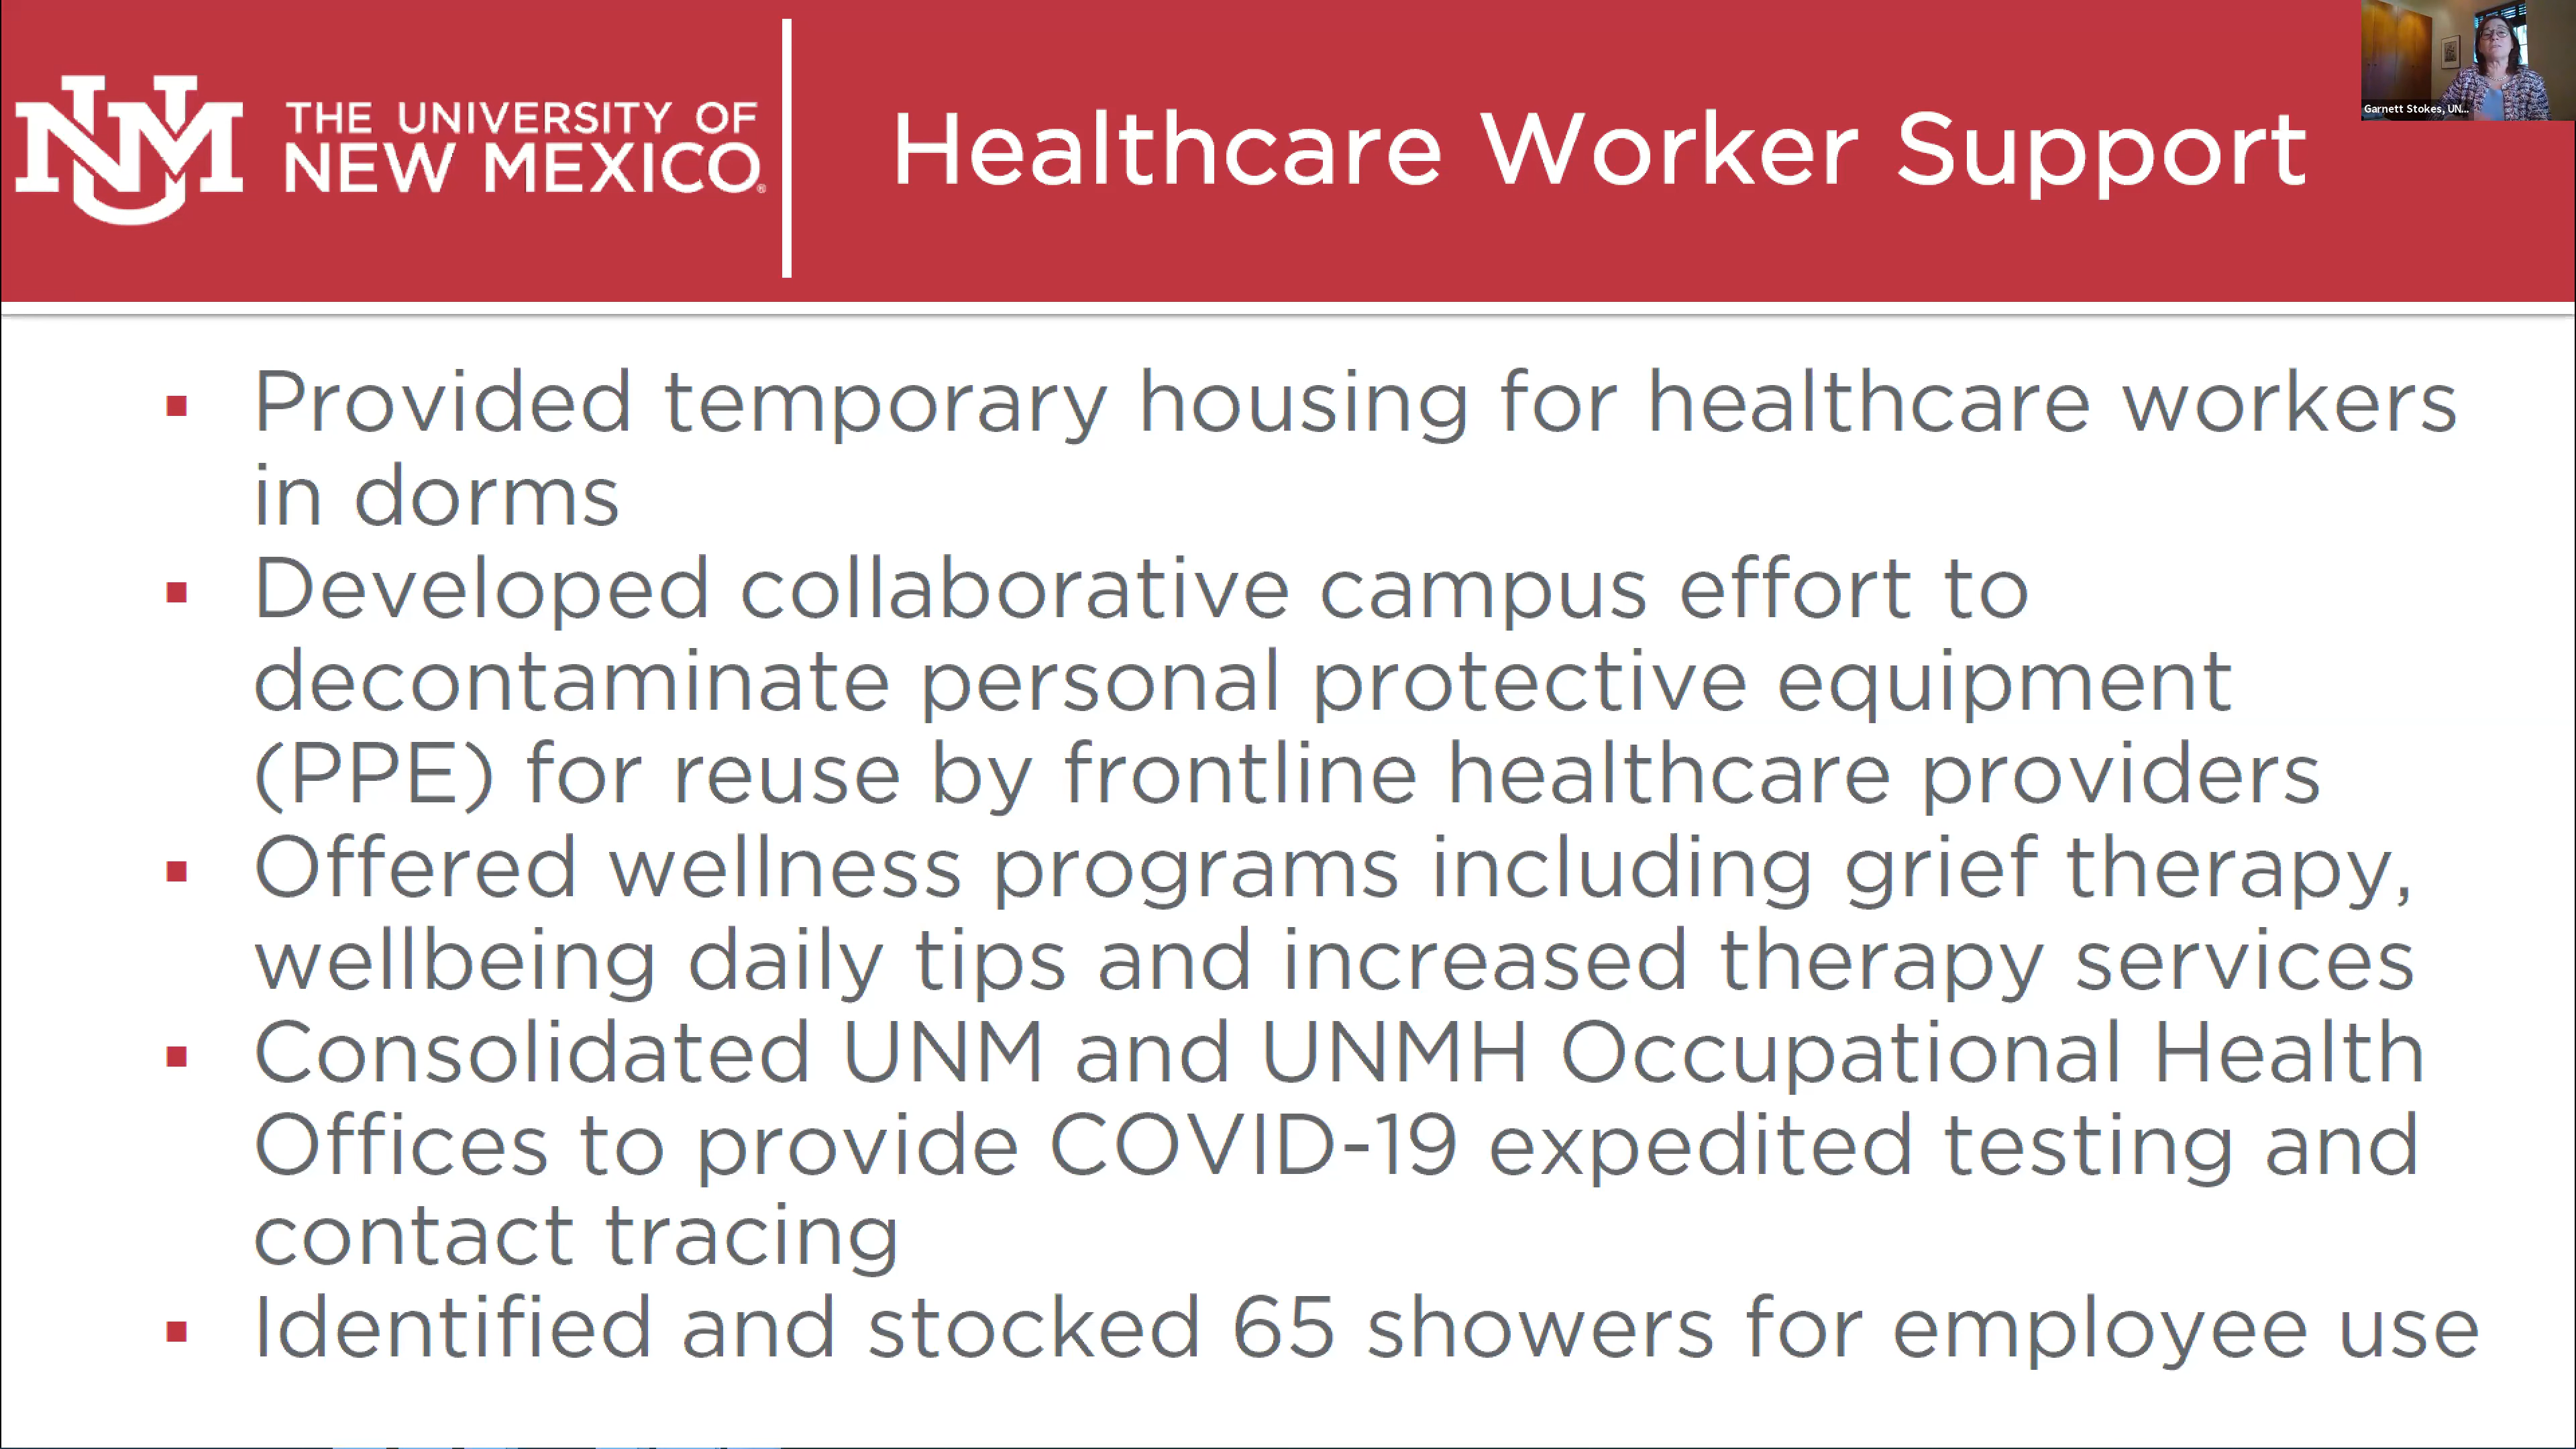 UNM
THE UNIVERSITY OF
NEW MEXICO®
Healthcare Worker Support
Garnett Stokes, UN...
▪ Provided temporary housing for healthcare workers
in dorms
▪ Developed collaborative campus effort to
decontaminate personal protective equipment
(PPE) for reuse by frontline healthcare providers
▪ Offered wellness programs including grief therapy,
wellbeing daily tips and increased therapy services
▪ Consolidated UNM and UNMH Occupational Health
Offices to provide COVID-19 expedited testing and
contact tracing
▪ Identified and stocked 65 showers for employee use